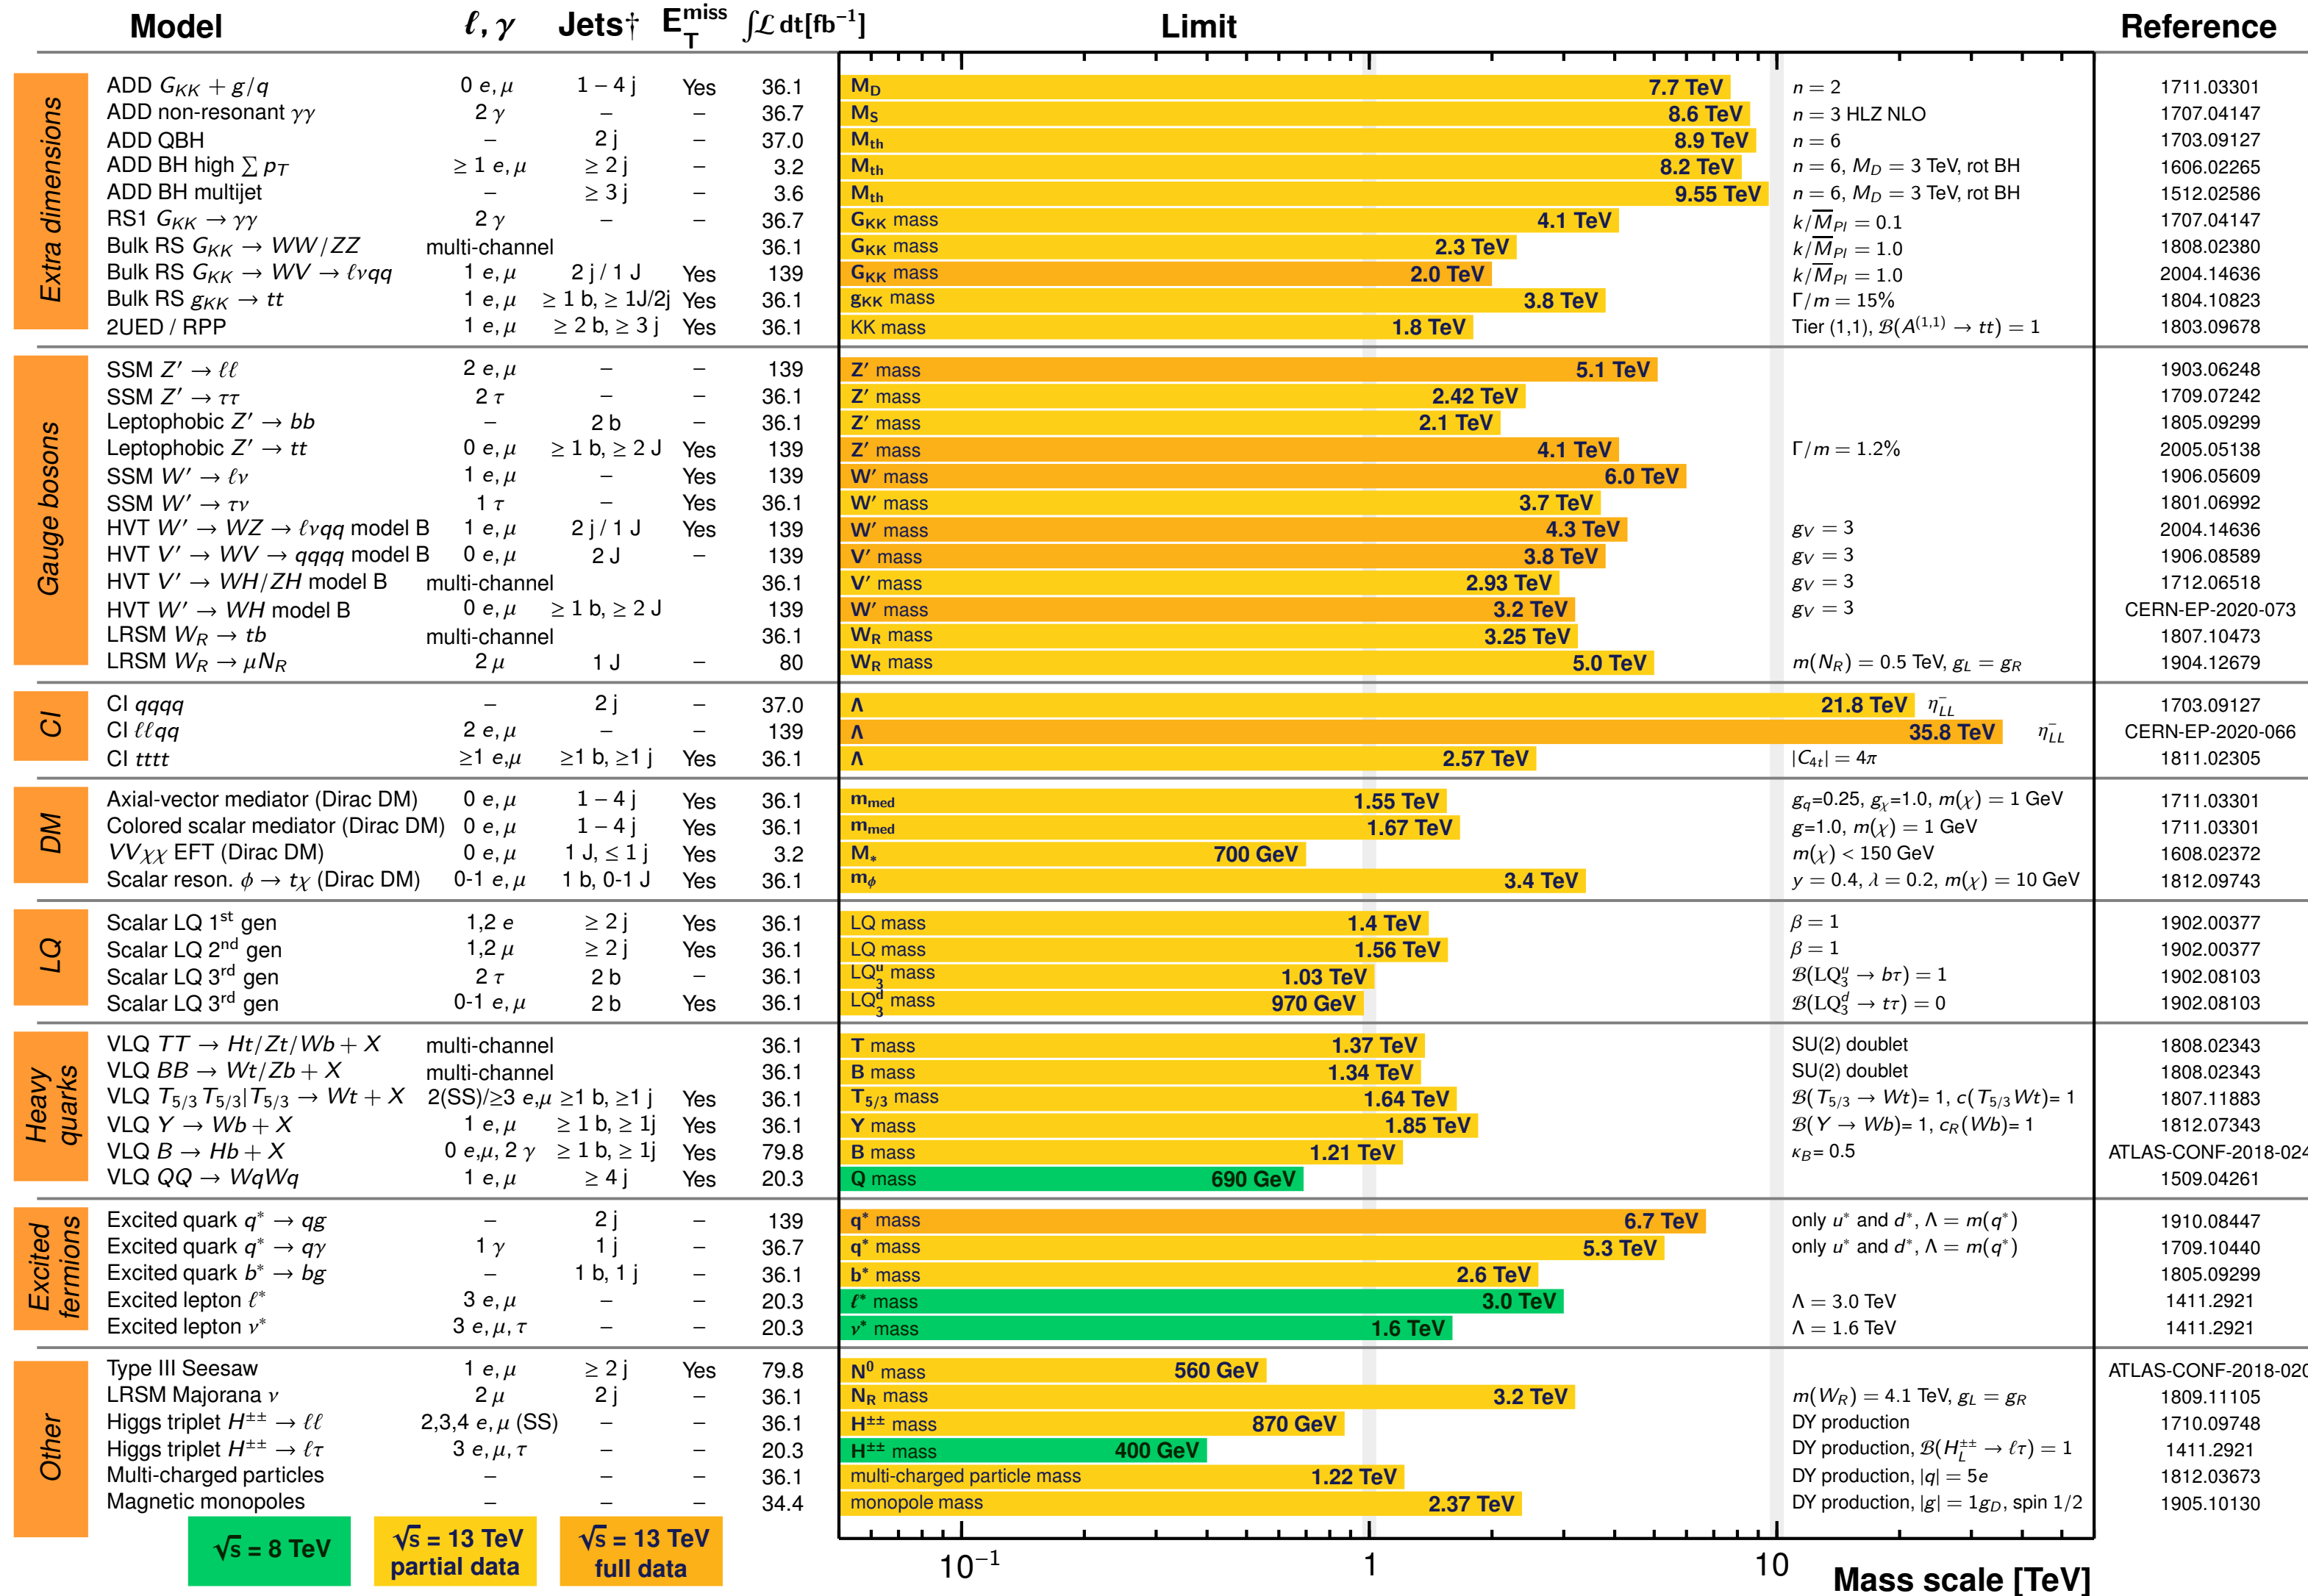 Model ℓ, γ Jets† E_T^miss ∫ℒ dt[fb⁻¹] Limit Reference
Extra dimensions
ADD G_KK + g/q 0 e, μ 1 − 4 j Yes 36.1 M_D 7.7 TeV n = 2 1711.03301
ADD non-resonant γγ 2 γ − − 36.7 M_S 8.6 TeV n = 3 HLZ NLO 1707.04147
ADD QBH − 2 j − 37.0 M_th 8.9 TeV n = 6 1703.09127
ADD BH high ∑ p_T ≥ 1 e, μ ≥ 2 j − 3.2 M_th 8.2 TeV n = 6, M_D = 3 TeV, rot BH 1606.02265
ADD BH multijet − ≥ 3 j − 3.6 M_th 9.55 TeV n = 6, M_D = 3 TeV, rot BH 1512.02586
RS1 G_KK → γγ 2 γ − − 36.7 G_KK mass 4.1 TeV k/M̅_Pl = 0.1 1707.04147
Bulk RS G_KK → WW/ZZ multi-channel 36.1 G_KK mass 2.3 TeV k/M̅_Pl = 1.0 1808.02380
Bulk RS G_KK → WV → ℓνqq 1 e, μ 2 j / 1 J Yes 139 G_KK mass 2.0 TeV k/M̅_Pl = 1.0 2004.14636
Bulk RS g_KK → tt 1 e, μ ≥ 1 b, ≥ 1J/2j Yes 36.1 g_KK mass 3.8 TeV Γ/m = 15% 1804.10823
2UED / RPP 1 e, μ ≥ 2 b, ≥ 3 j Yes 36.1 KK mass 1.8 TeV Tier (1,1), ℬ(A^(1,1) → tt) = 1 1803.09678
Gauge bosons
SSM Z′ → ℓℓ 2 e, μ − − 139 Z′ mass 5.1 TeV 1903.06248
SSM Z′ → ττ 2 τ − − 36.1 Z′ mass 2.42 TeV 1709.07242
Leptophobic Z′ → bb − 2 b − 36.1 Z′ mass 2.1 TeV 1805.09299
Leptophobic Z′ → tt 0 e, μ ≥ 1 b, ≥ 2 J Yes 139 Z′ mass 4.1 TeV Γ/m = 1.2% 2005.05138
SSM W′ → ℓν 1 e, μ − Yes 139 W′ mass 6.0 TeV 1906.05609
SSM W′ → τν 1 τ − Yes 36.1 W′ mass 3.7 TeV 1801.06992
HVT W′ → WZ → ℓνqq model B 1 e, μ 2 j / 1 J Yes 139 W′ mass 4.3 TeV g_V = 3 2004.14636
HVT V′ → WV → qqqq model B 0 e, μ 2 J − 139 V′ mass 3.8 TeV g_V = 3 1906.08589
HVT V′ → WH/ZH model B multi-channel 36.1 V′ mass 2.93 TeV g_V = 3 1712.06518
HVT W′ → WH model B 0 e, μ ≥ 1 b, ≥ 2 J 139 W′ mass 3.2 TeV g_V = 3 CERN-EP-2020-073
LRSM W_R → tb multi-channel 36.1 W_R mass 3.25 TeV 1807.10473
LRSM W_R → μN_R 2 μ 1 J − 80 W_R mass 5.0 TeV m(N_R) = 0.5 TeV, g_L = g_R 1904.12679
CI
CI qqqq − 2 j − 37.0 Λ 21.8 TeV η⁻_LL 1703.09127
CI ℓℓqq 2 e, μ − − 139 Λ 35.8 TeV η⁻_LL CERN-EP-2020-066
CI tttt ≥1 e,μ ≥1 b, ≥1 j Yes 36.1 Λ 2.57 TeV |C_4t| = 4π 1811.02305
DM
Axial-vector mediator (Dirac DM) 0 e, μ 1 − 4 j Yes 36.1 m_med 1.55 TeV g_q=0.25, g_χ=1.0, m(χ) = 1 GeV 1711.03301
Colored scalar mediator (Dirac DM) 0 e, μ 1 − 4 j Yes 36.1 m_med 1.67 TeV g=1.0, m(χ) = 1 GeV 1711.03301
VVχχ EFT (Dirac DM) 0 e, μ 1 J, ≤ 1 j Yes 3.2 M_* 700 GeV m(χ) < 150 GeV 1608.02372
Scalar reson. φ → tχ (Dirac DM) 0-1 e, μ 1 b, 0-1 J Yes 36.1 m_φ 3.4 TeV y = 0.4, λ = 0.2, m(χ) = 10 GeV 1812.09743
LQ
Scalar LQ 1st gen 1,2 e ≥ 2 j Yes 36.1 LQ mass 1.4 TeV β = 1 1902.00377
Scalar LQ 2nd gen 1,2 μ ≥ 2 j Yes 36.1 LQ mass 1.56 TeV β = 1 1902.00377
Scalar LQ 3rd gen 2 τ 2 b − 36.1 LQ_3^u mass 1.03 TeV ℬ(LQ_3^u → bτ) = 1 1902.08103
Scalar LQ 3rd gen 0-1 e, μ 2 b Yes 36.1 LQ_3^d mass 970 GeV ℬ(LQ_3^d → tτ) = 0 1902.08103
Heavy quarks
VLQ TT → Ht/Zt/Wb + X multi-channel 36.1 T mass 1.37 TeV SU(2) doublet 1808.02343
VLQ BB → Wt/Zb + X multi-channel 36.1 B mass 1.34 TeV SU(2) doublet 1808.02343
VLQ T_5/3 T_5/3|T_5/3 → Wt + X 2(SS)/≥3 e,μ ≥1 b, ≥1 j Yes 36.1 T_5/3 mass 1.64 TeV ℬ(T_5/3 → Wt)= 1, c(T_5/3 Wt)= 1 1807.11883
VLQ Y → Wb + X 1 e, μ ≥ 1 b, ≥ 1j Yes 36.1 Y mass 1.85 TeV ℬ(Y → Wb)= 1, c_R(Wb)= 1 1812.07343
VLQ B → Hb + X 0 e,μ, 2 γ ≥ 1 b, ≥ 1j Yes 79.8 B mass 1.21 TeV κ_B= 0.5 ATLAS-CONF-2018-024
VLQ QQ → WqWq 1 e, μ ≥ 4 j Yes 20.3 Q mass 690 GeV 1509.04261
Excited fermions
Excited quark q* → qg − 2 j − 139 q* mass 6.7 TeV only u* and d*, Λ = m(q*) 1910.08447
Excited quark q* → qγ 1 γ 1 j − 36.7 q* mass 5.3 TeV only u* and d*, Λ = m(q*) 1709.10440
Excited quark b* → bg − 1 b, 1 j − 36.1 b* mass 2.6 TeV 1805.09299
Excited lepton ℓ* 3 e, μ − − 20.3 ℓ* mass 3.0 TeV Λ = 3.0 TeV 1411.2921
Excited lepton ν* 3 e, μ, τ − − 20.3 ν* mass 1.6 TeV Λ = 1.6 TeV 1411.2921
Other
Type III Seesaw 1 e, μ ≥ 2 j Yes 79.8 N⁰ mass 560 GeV ATLAS-CONF-2018-020
LRSM Majorana ν 2 μ 2 j − 36.1 N_R mass 3.2 TeV m(W_R) = 4.1 TeV, g_L = g_R 1809.11105
Higgs triplet H^±± → ℓℓ 2,3,4 e, μ (SS) − − 36.1 H^±± mass 870 GeV DY production 1710.09748
Higgs triplet H^±± → ℓτ 3 e, μ, τ − − 20.3 H^±± mass 400 GeV DY production, ℬ(H_L^±± → ℓτ) = 1 1411.2921
Multi-charged particles − − − 36.1 multi-charged particle mass 1.22 TeV DY production, |q| = 5e 1812.03673
Magnetic monopoles − − − 34.4 monopole mass 2.37 TeV DY production, |g| = 1g_D, spin 1/2 1905.10130
√s = 8 TeV
√s = 13 TeV
partial data
√s = 13 TeV
full data
10⁻¹ 1 10
Mass scale [TeV]